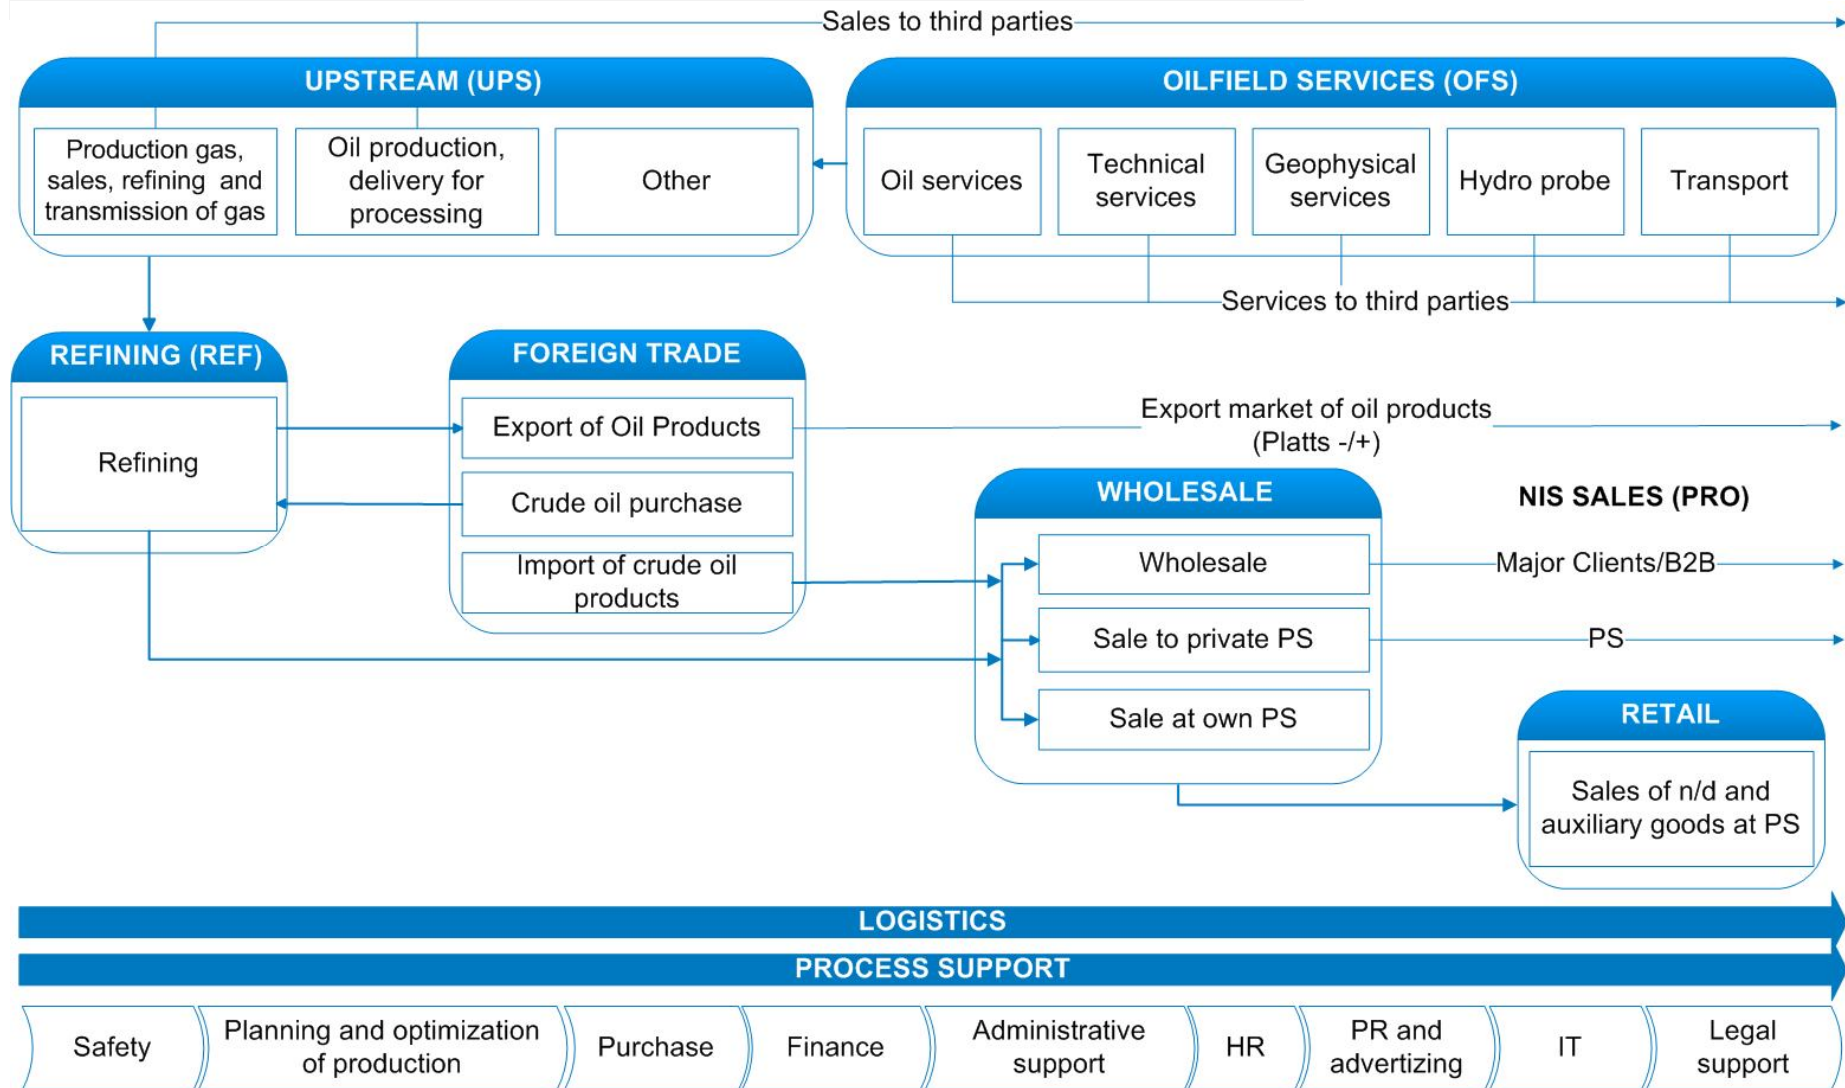 Sales to third parties
UPSTREAM (UPS)
OILFIELD SERVICES (OFS)
Production gas,
sales, refining and
transmission of gas
Oil production,
delivery for
processing
Other
Oil services
Technical
services
Geophysical
services
Hydro probe
Transport
Services to third parties
REFINING (REF)
Refining
FOREIGN TRADE
Export of Oil Products
Crude oil purchase
Import of crude oil
products
Export market of oil products
(Platts -/+)
WHOLESALE
Wholesale
Sale to private PS
Sale at own PS
NIS SALES (PRO)
Major Clients/B2B
PS
RETAIL
Sales of n/d and
auxiliary goods at PS
LOGISTICS
PROCESS SUPPORT
Safety
Planning and optimization
of production
Purchase
Finance
Administrative
support
HR
PR and
advertizing
IT
Legal
support